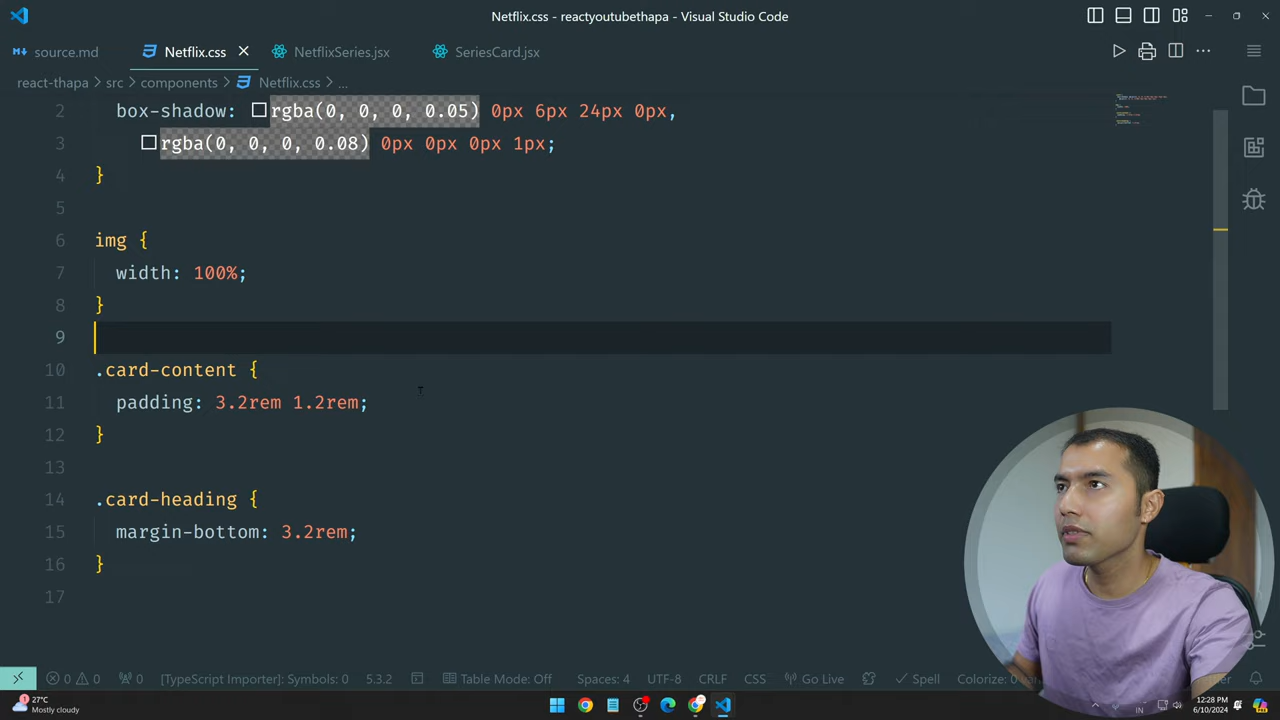 Netflix.css - reactyoutubethapa - Visual Studio Code
source.md Netflix.css NetflixSeries.jsx SeriesCard.jsx
react-thapa > src > components > Netflix.css > ...
2 box-shadow: rgba(0, 0, 0, 0.05) 0px 6px 24px 0px,
3 rgba(0, 0, 0, 0.08) 0px 0px 0px 1px;
4 }
5
6 img {
7 width: 100%;
8 }
9
10 .card-content {
11 padding: 3.2rem 1.2rem;
12 }
13
14 .card-heading {
15 margin-bottom: 3.2rem;
16 }
17
0 0 0 [TypeScript Importer]: Symbols: 0 5.3.2 Table Mode: Off Spaces: 4 UTF-8 CRLF CSS Go Live Spell Colorize: 0
27°C
Mostly cloudy
IN
12:28 PM
6/10/2024